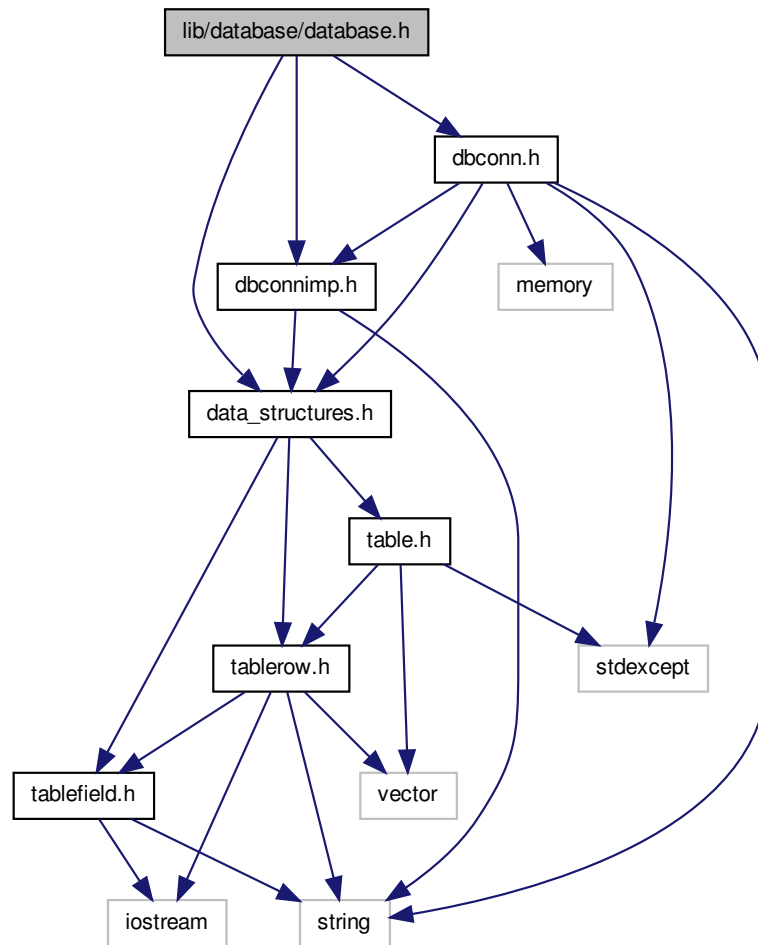 lib/database/database.h
dbconn.h
dbconnimp.h
memory
data_structures.h
table.h
tablerow.h
stdexcept
tablefield.h
vector
iostream
string